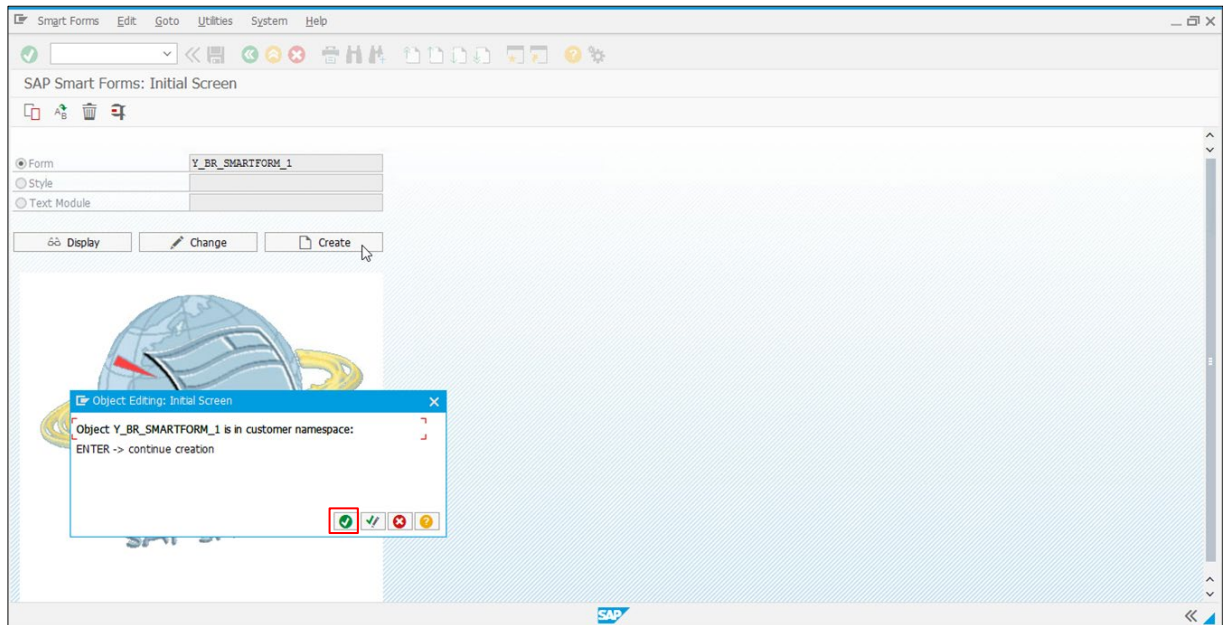 Smart Forms Edit Goto Utilities System Help
SAP Smart Forms: Initial Screen
Form Y_BR_SMARTFORM_1
Style
Text Module
Display Change Create
Object Editing: Initial Screen
Object Y_BR_SMARTFORM_1 is in customer namespace:
ENTER -> continue creation
SAP